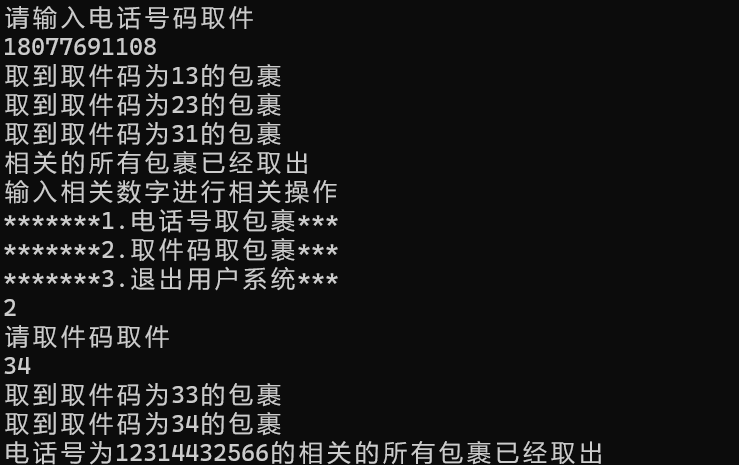 请输入电话号码取件
18077691108
取到取件码为13的包裹
取到取件码为23的包裹
取到取件码为31的包裹
相关的所有包裹已经取出
输入相关数字进行相关操作
*******1.电话号取包裹***
*******2.取件码取包裹***
*******3.退出用户系统***
2
请取件码取件
34
取到取件码为33的包裹
取到取件码为34的包裹
电话号为12314432566的相关的所有包裹已经取出